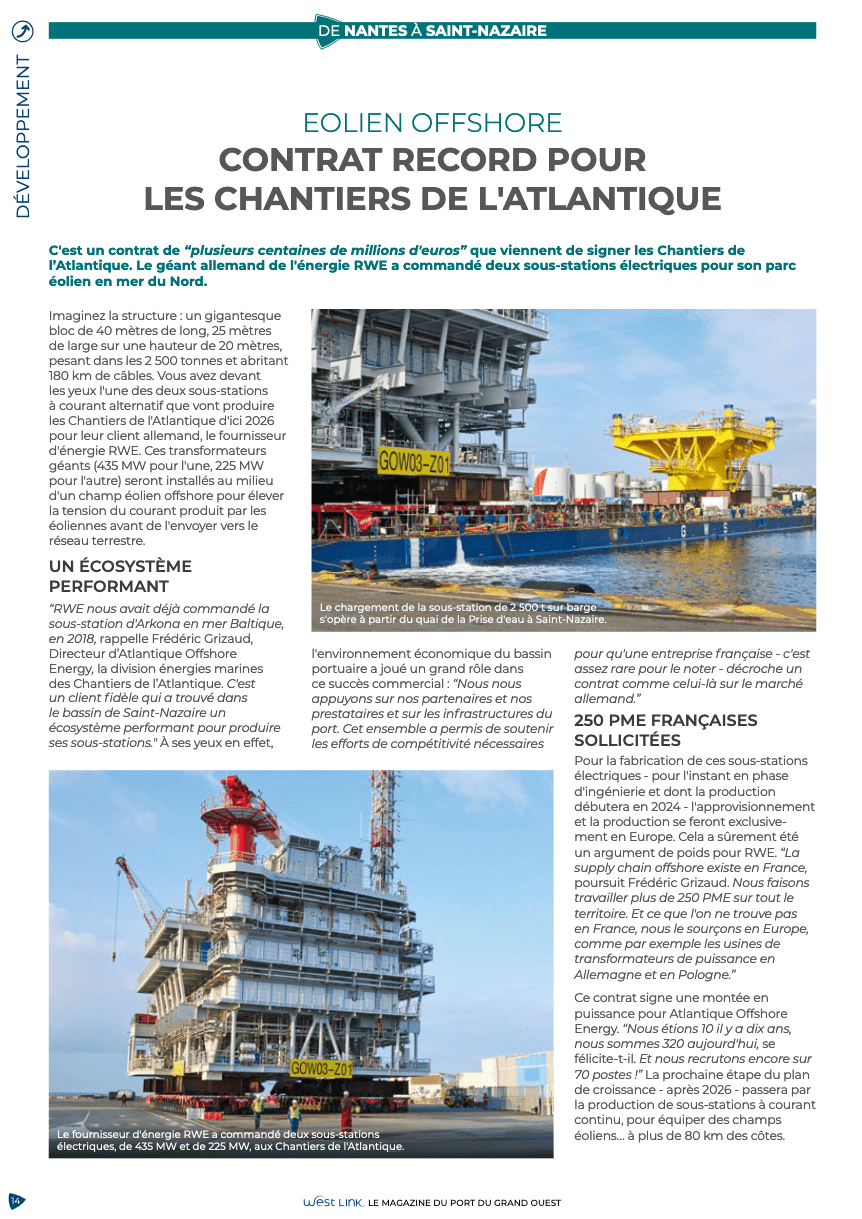 DÉVELOPPEMENT
DE NANTES À SAINT-NAZAIRE
EOLIEN OFFSHORE
CONTRAT RECORD POUR
LES CHANTIERS DE L'ATLANTIQUE
C'est un contrat de “plusieurs centaines de millions d'euros” que viennent de signer les Chantiers de
l’Atlantique. Le géant allemand de l'énergie RWE a commandé deux sous-stations électriques pour son parc
éolien en mer du Nord.
Imaginez la structure : un gigantesque
bloc de 40 mètres de long, 25 mètres
de large sur une hauteur de 20 mètres,
pesant dans les 2 500 tonnes et abritant
180 km de câbles. Vous avez devant
les yeux l'une des deux sous-stations
à courant alternatif que vont produire
les Chantiers de l'Atlantique d'ici 2026
pour leur client allemand, le fournisseur
d'énergie RWE. Ces transformateurs
géants (435 MW pour l'une, 225 MW
pour l'autre) seront installés au milieu
d'un champ éolien offshore pour élever
la tension du courant produit par les
éoliennes avant de l'envoyer vers le
réseau terrestre.
UN ÉCOSYSTÈME
PERFORMANT
“RWE nous avait déjà commandé la
sous-station d'Arkona en mer Baltique,
en 2018, rappelle Frédéric Grizaud,
Directeur d’Atlantique Offshore
Energy, la division énergies marines
des Chantiers de l’Atlantique. C'est
un client fidèle qui a trouvé dans
le bassin de Saint-Nazaire un
écosystème performant pour produire
ses sous-stations." À ses yeux en effet,
GOW03-Z01
G W S
Le chargement de la sous-station de 2 500 t sur barge
s'opère à partir du quai de la Prise d'eau à Saint-Nazaire.
l'environnement économique du bassin
portuaire a joué un grand rôle dans
ce succès commercial : “Nous nous
appuyons sur nos partenaires et nos
prestataires et sur les infrastructures du
port. Cet ensemble a permis de soutenir
les efforts de compétitivité nécessaires
pour qu'une entreprise française - c'est
assez rare pour le noter - décroche un
contrat comme celui-là sur le marché
allemand.”
250 PME FRANÇAISES
SOLLICITÉES
Pour la fabrication de ces sous-stations
électriques - pour l'instant en phase
d'ingénierie et dont la production
débutera en 2024 - l'approvisionnement
et la production se feront exclusive-
ment en Europe. Cela a sûrement été
un argument de poids pour RWE. “La
supply chain offshore existe en France,
poursuit Frédéric Grizaud. Nous faisons
travailler plus de 250 PME sur tout le
territoire. Et ce que l'on ne trouve pas
en France, nous le sourçons en Europe,
comme par exemple les usines de
transformateurs de puissance en
Allemagne et en Pologne.”
Ce contrat signe une montée en
puissance pour Atlantique Offshore
Energy. “Nous étions 10 il y a dix ans,
nous sommes 320 aujourd'hui, se
félicite-t-il. Et nous recrutons encore sur
70 postes !” La prochaine étape du plan
de croissance - après 2026 - passera par
la production de sous-stations à courant
continu, pour équiper des champs
éoliens... à plus de 80 km des côtes.
GOW03-Z01
Le fournisseur d'énergie RWE a commandé deux sous-stations
électriques, de 435 MW et de 225 MW, aux Chantiers de l'Atlantique.
14
West Link, LE MAGAZINE DU PORT DU GRAND OUEST